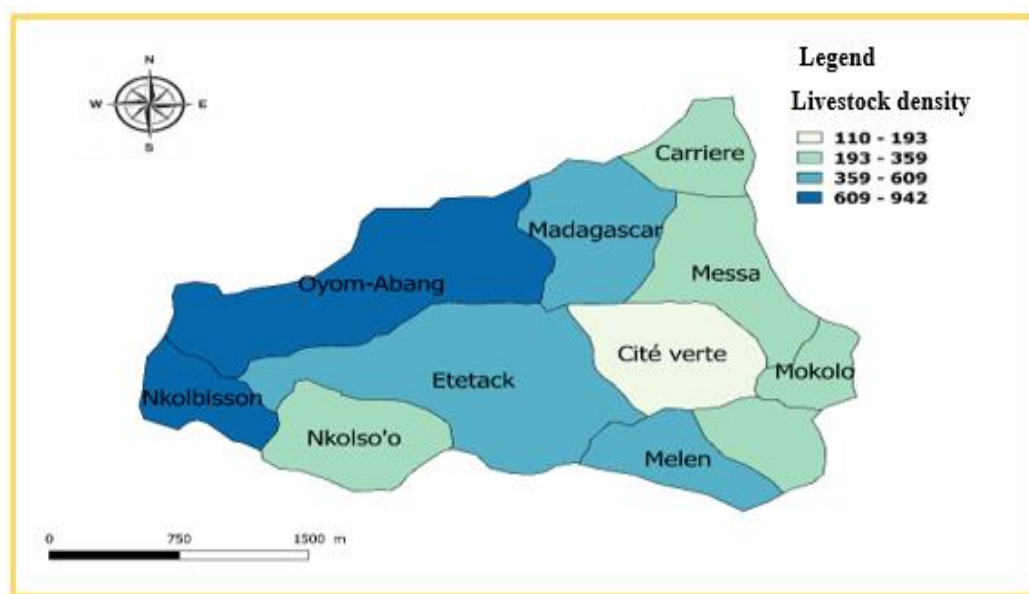 Legend
Livestock density
110 - 193
193 - 359
359 - 609
609 - 942
N
W E
S
Carriere
Madagascar
Messa
Oyom-Abang
Cité verte
Mokolo
Etetack
Nkolbisson
Nkolso'o
Melen
0 750 1500 m